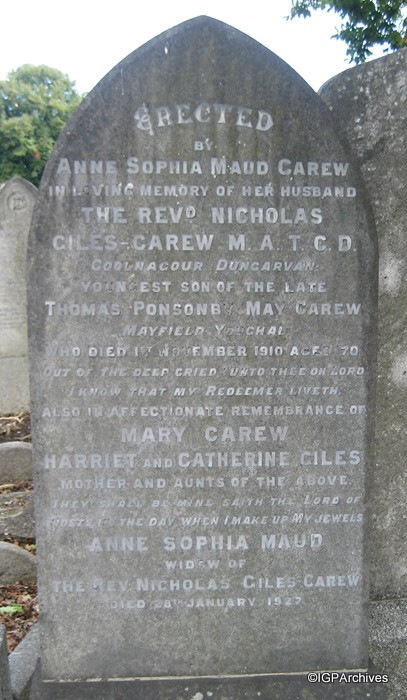 ERECTED
BY
ANNE SOPHIA MAUD CAREW
IN LOVING MEMORY OF HER HUSBAND
THE REVD NICHOLAS
GILES-CAREW M.A.T.C.D.
COOLNAGOUR DUNGARVAN.
YOUNGEST SON OF THE LATE
THOMAS PONSONBY MAY CAREW
MAYFIELD YOUGHAL
WHO DIED 1ST NOVEMBER 1910 AGED 70
OUT OF THE DEEP CRIED UNTO THEE OH LORD
I KNOW THAT MY REDEEMER LIVETH.
ALSO IN AFFECTIONATE REMEMBRANCE OF
MARY CAREW
HARRIET AND CATHERINE GILES
MOTHER AND AUNTS OF THE ABOVE
THEY SHALL BE MINE SAITH THE LORD OF
HOSTS IN THE DAY WHEN I MAKE UP MY JEWELS
ANNE SOPHIA MAUD
WIDOW OF
THE REV. NICHOLAS GILES-CAREW
DIED JANUARY 1927
©IGPArchives